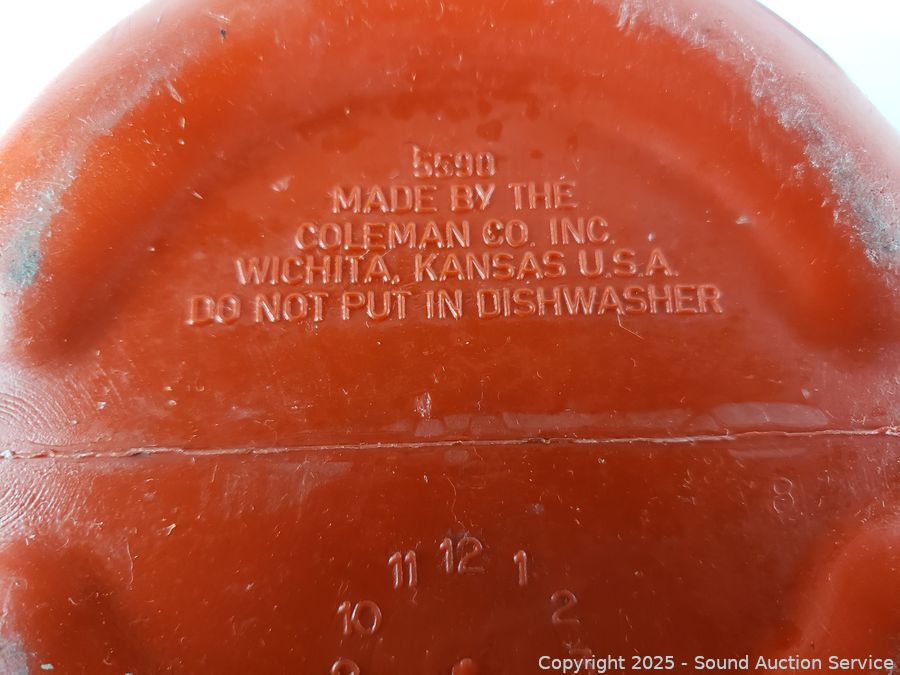 5590
MADE BY THE
COLEMAN CO. INC.
WICHITA, KANSAS U.S.A.
DO NOT PUT IN DISHWASHER
8
11 12 1
10 2
Copyright 2025 - Sound Auction Service